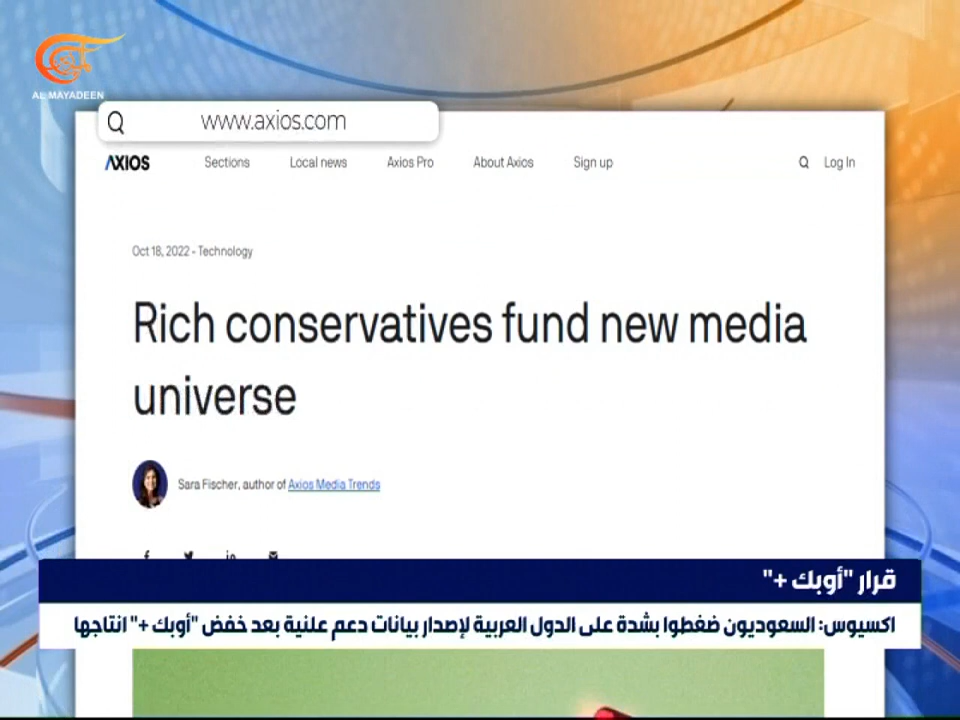 AL MAYADEEN
www.axios.com
AXIOS Sections Local news Axios Pro About Axios Sign up Log In
Oct 18, 2022 - Technology
Rich conservatives fund new media
universe
Sara Fischer, author of Axios Media Trends
قرار "أوبك +"
اكسيوس: السعوديون ضغطوا بشدة على الدول العربية لإصدار بيانات دعم علنية بعد خفض "أوبك +" انتاجها